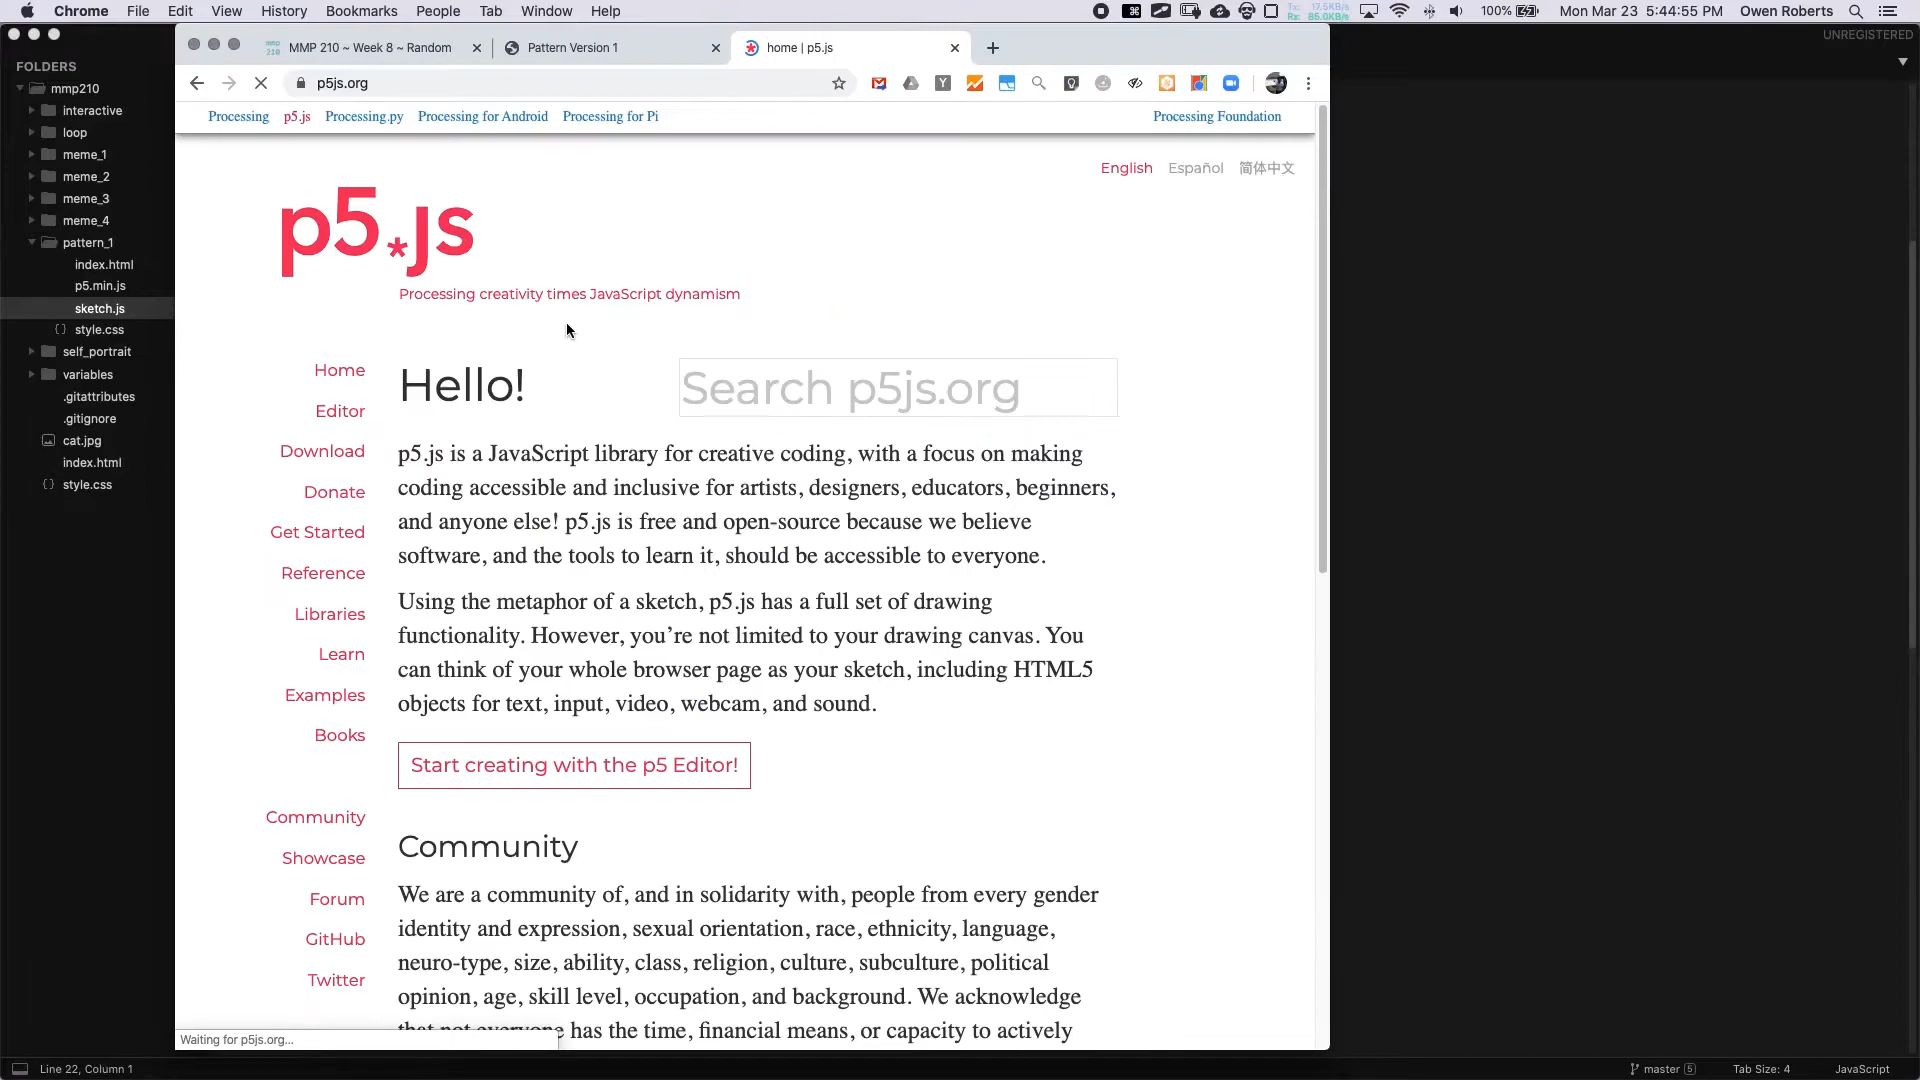 Chrome File Edit View History Bookmarks People Tab Window Help
Tx: 17.5KB/s
Rx: 85.0KB/s
100% Mon Mar 23 5:44:55 PM Owen Roberts
UNREGISTERED
MMP 210 ~ Week 8 ~ Random
Pattern Version 1
home | p5.js
p5js.org
FOLDERS
mmp210
interactive
loop
meme_1
meme_2
meme_3
meme_4
pattern_1
index.html
p5.min.js
sketch.js
style.css
self_portrait
variables
.gitattributes
.gitignore
cat.jpg
index.html
style.css
Processing p5.js Processing.py Processing for Android Processing for Pi Processing Foundation
English Español 简体中文
p5*js
Processing creativity times JavaScript dynamism
Home
Editor
Download
Donate
Get Started
Reference
Libraries
Learn
Examples
Books
Community
Showcase
Forum
GitHub
Twitter
Hello!
Search p5js.org
p5.js is a JavaScript library for creative coding, with a focus on making
coding accessible and inclusive for artists, designers, educators, beginners,
and anyone else! p5.js is free and open-source because we believe
software, and the tools to learn it, should be accessible to everyone.
Using the metaphor of a sketch, p5.js has a full set of drawing
functionality. However, you’re not limited to your drawing canvas. You
can think of your whole browser page as your sketch, including HTML5
objects for text, input, video, webcam, and sound.
Start creating with the p5 Editor!
Community
We are a community of, and in solidarity with, people from every gender
identity and expression, sexual orientation, race, ethnicity, language,
neuro-type, size, ability, class, religion, culture, subculture, political
opinion, age, skill level, occupation, and background. We acknowledge
that not everyone has the time, financial means, or capacity to actively
Waiting for p5js.org...
Line 22, Column 1
master 5 Tab Size: 4 JavaScript